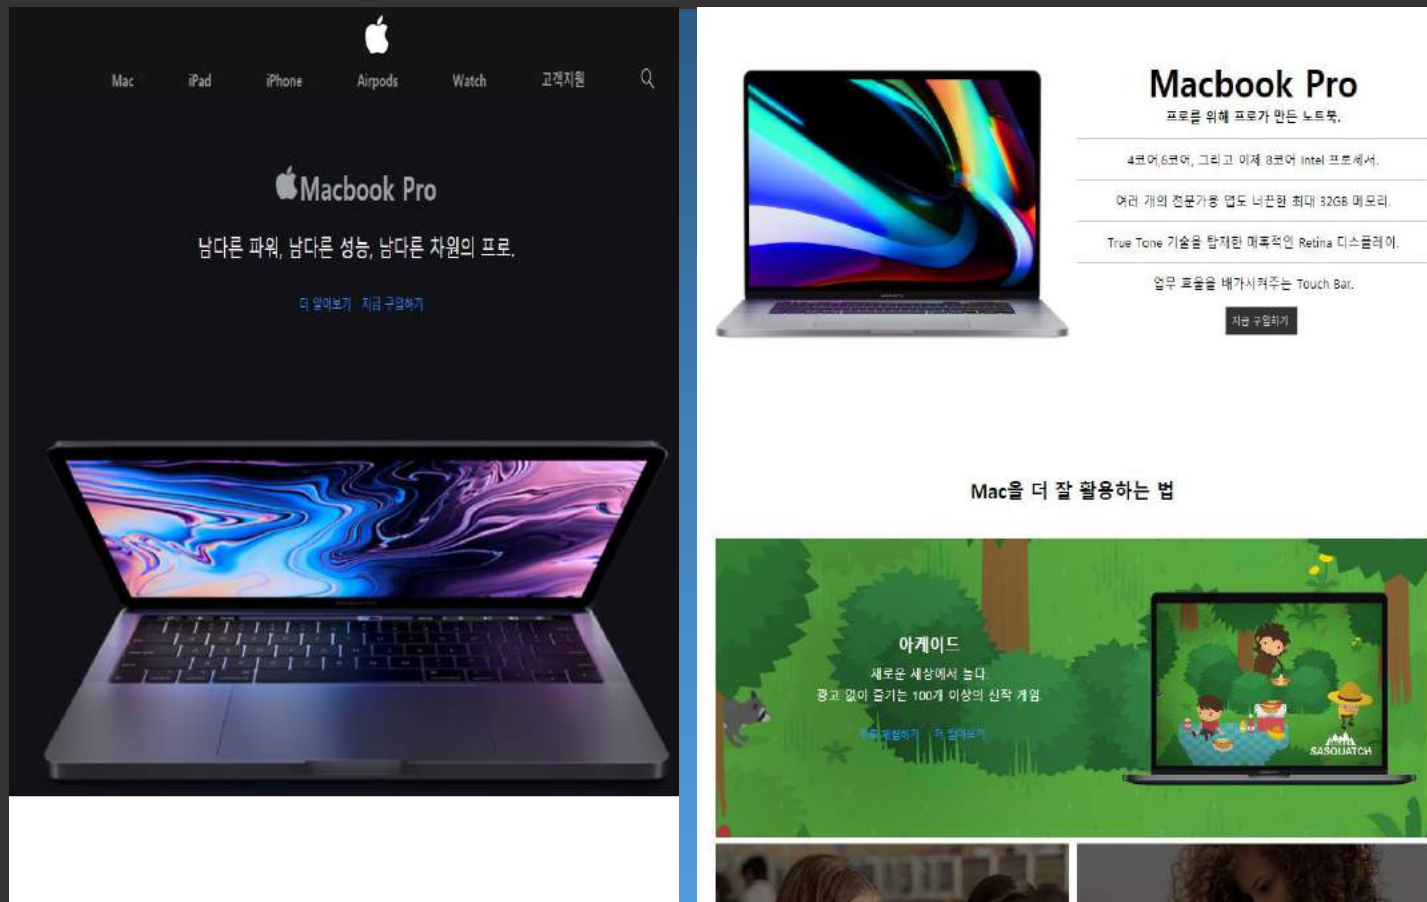 Mac iPad iPhone Airpods Watch 고객지원
Macbook Pro
남다른 파워, 남다른 성능, 남다른 차원의 프로.
더 알아보기 지금 구입하기
Macbook Pro
프로를 위해 프로가 만든 노트북.
4코어,6코어, 그리고 이제 8코어 Intel 프로세서.
여러 개의 전문가용 앱도 너끈한 최대 32GB 메모리.
True Tone 기술을 탑재한 매혹적인 Retina 디스플레이.
업무 효율을 배가시켜주는 Touch Bar.
지금 구입하기
Mac을 더 잘 활용하는 법
아케이드
새로운 세상에서 놀다.
광고 없이 즐기는 100개 이상의 신작 게임.
무료 체험하기 더 알아보기
SASQUATCH